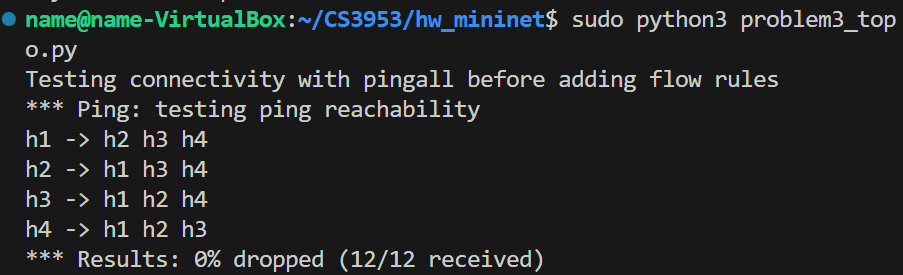 name@name-VirtualBox:~/CS3953/hw_mininet$ sudo python3 problem3_top
o.py
Testing connectivity with pingall before adding flow rules
*** Ping: testing ping reachability
h1 -> h2 h3 h4
h2 -> h1 h3 h4
h3 -> h1 h2 h4
h4 -> h1 h2 h3
*** Results: 0% dropped (12/12 received)